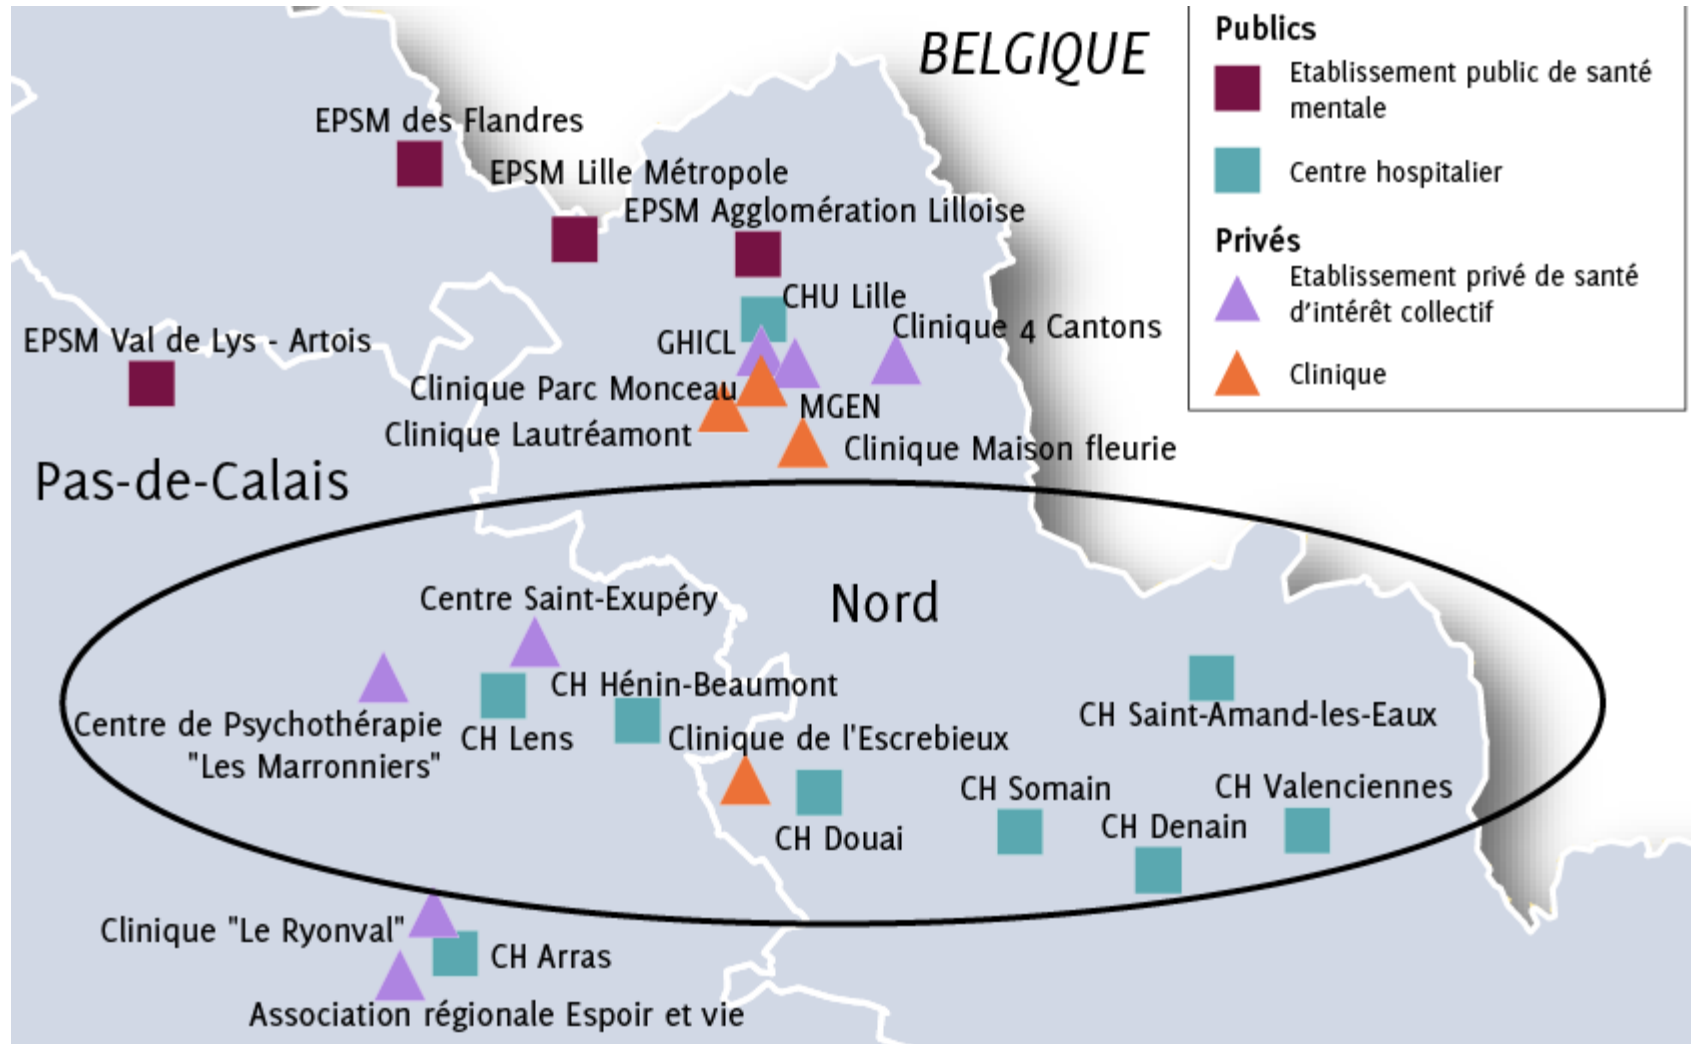 BELGIQUE
Publics
Etablissement public de santé
mentale
Centre hospitalier
Privés
Etablissement privé de santé
d'intérêt collectif
Clinique
EPSM des Flandres
EPSM Lille Métropole
EPSM Agglomération Lilloise
CHU Lille
Clinique 4 Cantons
GHICL
EPSM Val de Lys - Artois
Clinique Parc Monceau
MGEN
Clinique Lautréamont
Clinique Maison fleurie
Pas-de-Calais
Nord
Centre Saint-Exupéry
CH Hénin-Beaumont
CH Saint-Amand-les-Eaux
Centre de Psychothérapie
"Les Marronniers"
CH Lens
Clinique de l'Escrebieux
CH Somain
CH Valenciennes
CH Denain
CH Douai
Clinique "Le Ryonval"
CH Arras
Association régionale Espoir et vie